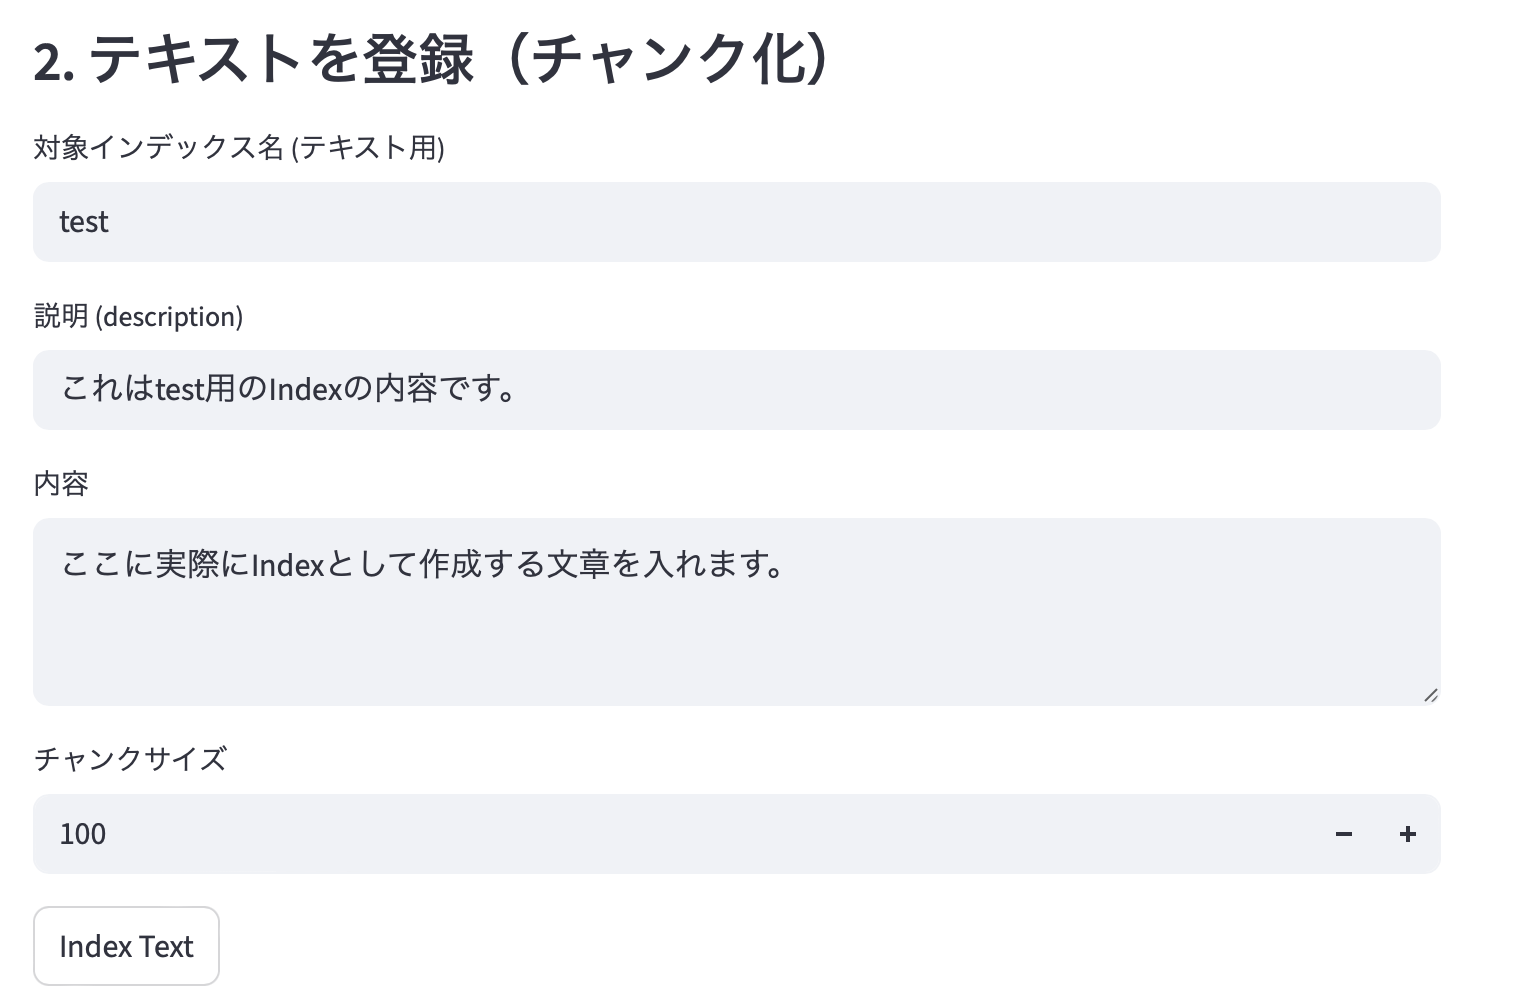 2. テキストを登録（チャンク化）
対象インデックス名 (テキスト用)
test
説明 (description)
これはtest用のIndexの内容です。
内容
ここに実際にIndexとして作成する文章を入れます。
チャンクサイズ
100
Index Text